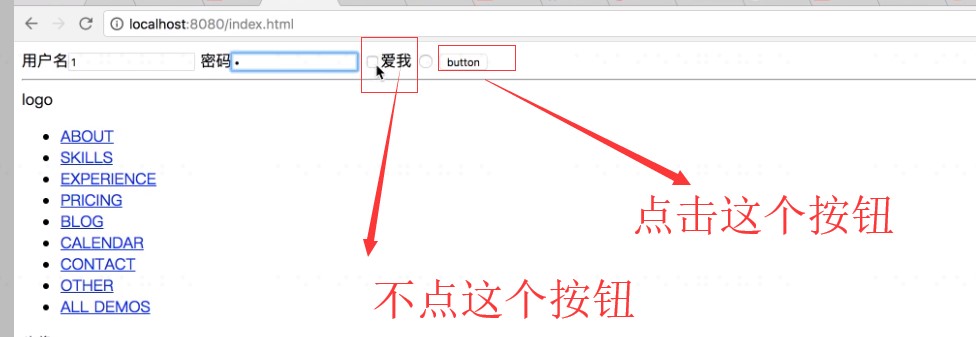 localhost:8080/index.html
用户名 1 密码 • 爱我 button
logo
ABOUT
SKILLS
EXPERIENCE
PRICING
BLOG
CALENDAR
CONTACT
OTHER
ALL DEMOS
点击这个按钮
不点这个按钮